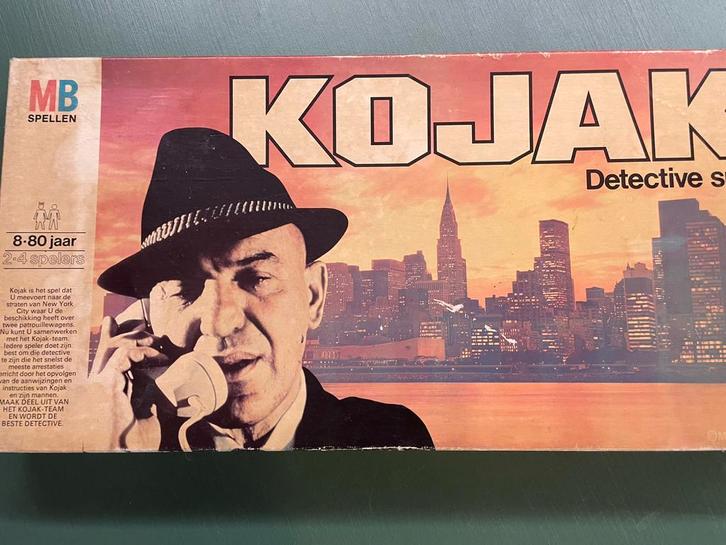 MB
SPELLEN
KOJAK
Detective s
8-80 jaar
2-4 spelers
Kojak is het spel dat
U meevoert naar de
straten van New York
City waar U de
beschikking heeft over
twee patrouillewagens.
Nu kunt U samenwerken
met het Kojak-team.
Iedere speler doet zijn
best om die detective
te zijn die het snelst de
meeste arrestaties
verricht door het opvolgen
van de aanwijzingen en
instructies van Kojak
en zijn mannen.
MAAK DEEL UIT VAN
HET KOJAK-TEAM
EN WORDT DE
BESTE DETECTIVE.
©M